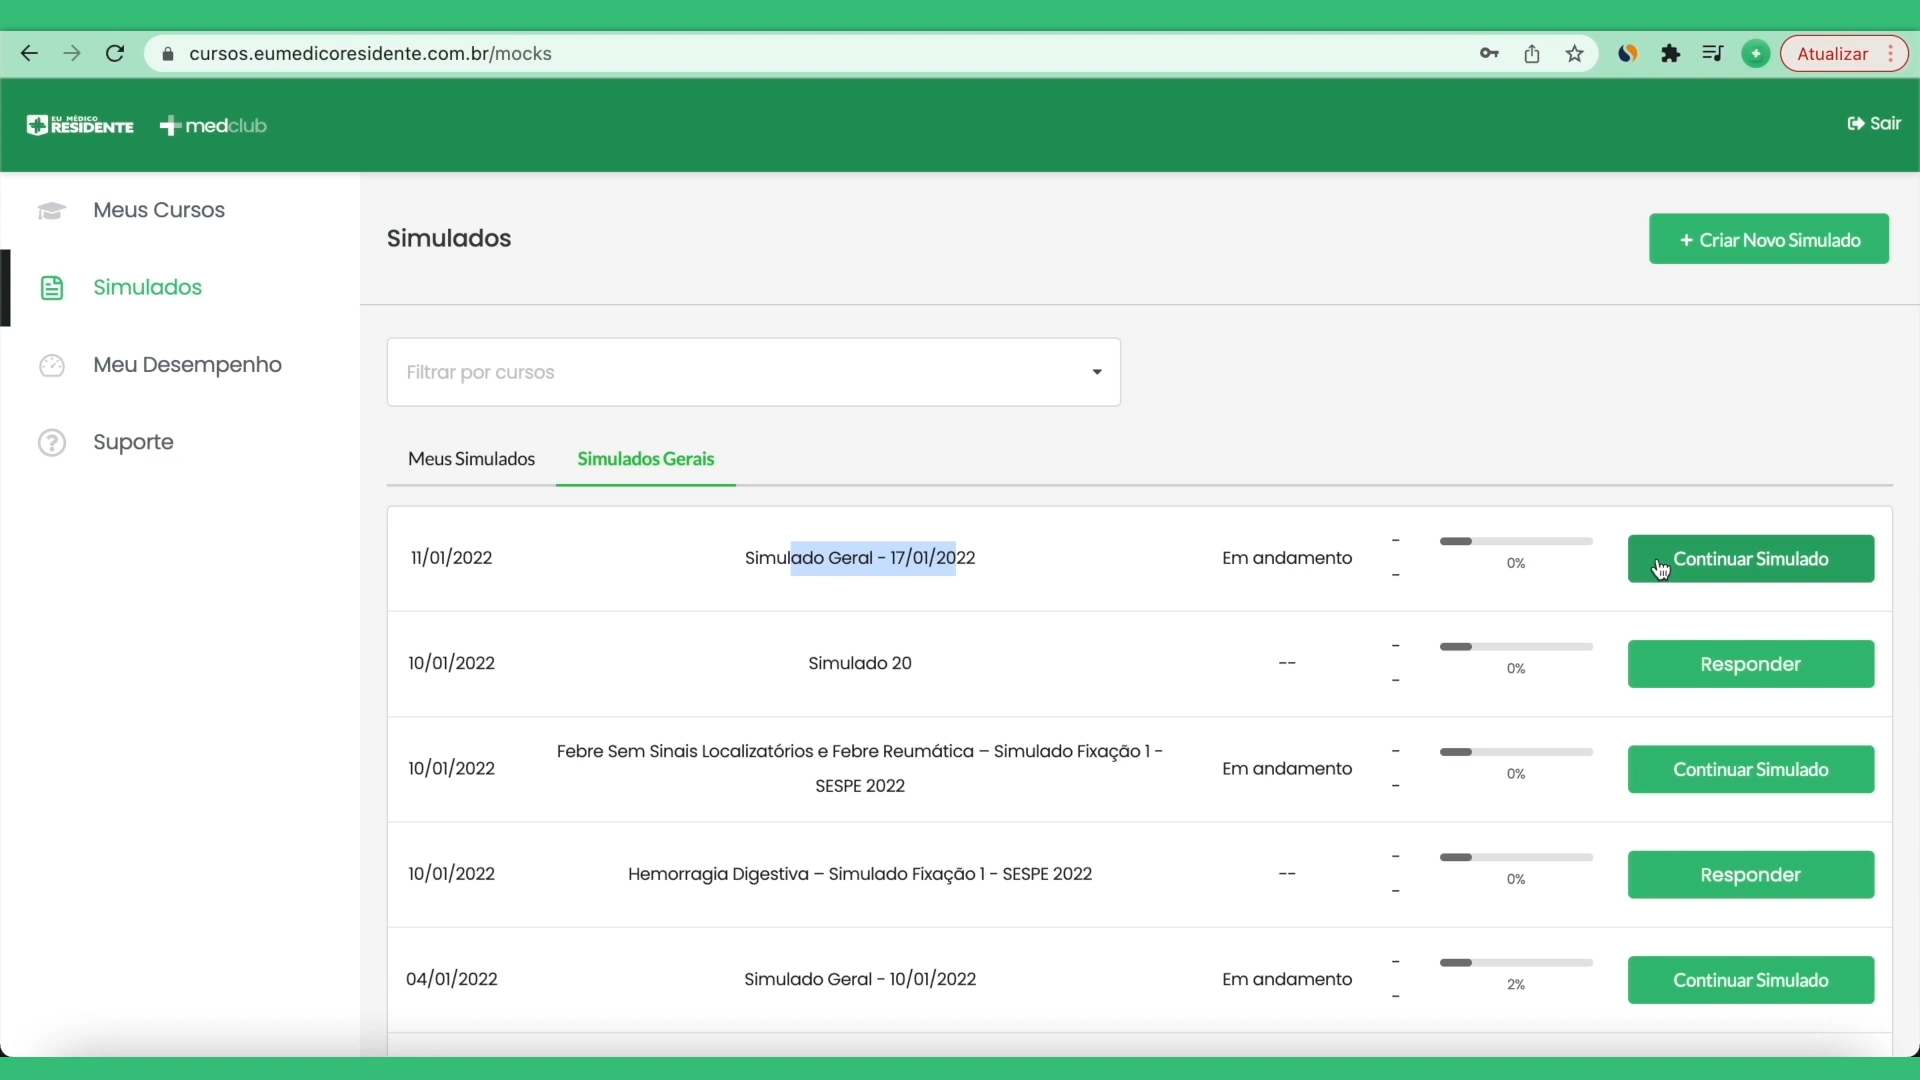 cursos.eumedicoresidente.com.br/mocks
Atualizar
EU MÉDICO
RESIDENTE
medclub
Sair
Meus Cursos
Simulados
Meu Desempenho
Suporte
Simulados
+ Criar Novo Simulado
Filtrar por cursos
Meus Simulados
Simulados Gerais
11/01/2022
Simulado Geral - 17/01/2022
Em andamento
-
-
0%
Continuar Simulado
10/01/2022
Simulado 20
--
-
-
0%
Responder
10/01/2022
Febre Sem Sinais Localizatórios e Febre Reumática – Simulado Fixação 1 -
SESPE 2022
Em andamento
-
-
0%
Continuar Simulado
10/01/2022
Hemorragia Digestiva – Simulado Fixação 1 - SESPE 2022
--
-
-
0%
Responder
04/01/2022
Simulado Geral - 10/01/2022
Em andamento
-
-
2%
Continuar Simulado